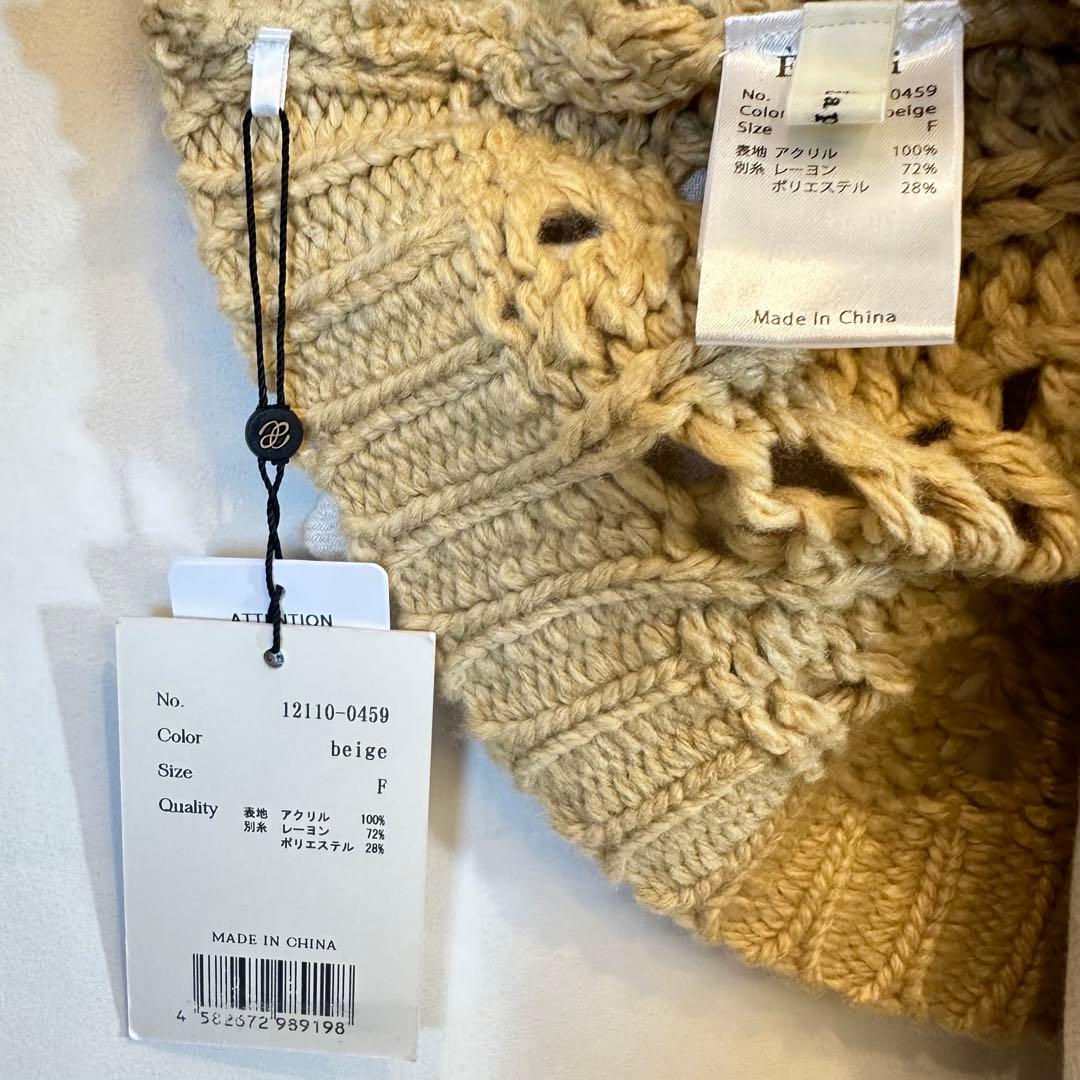 No. 0459
Color beige
Size F
表地 アクリル 100%
別糸 レーヨン 72%
ポリエステル 28%
Made In China
ATTENTION
No. 12110-0459
Color beige
Size F
Quality 表地 アクリル 100%
別糸 レーヨン 72%
ポリエステル 28%
MADE IN CHINA
4 582672 989198